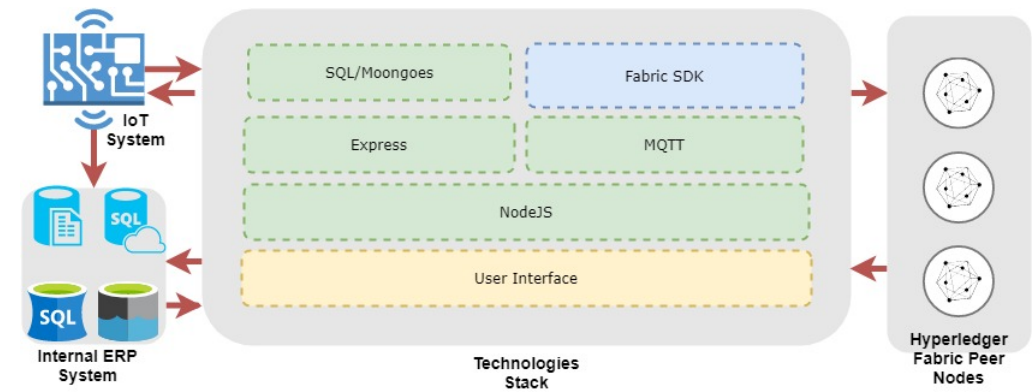 SQL/Moongoes
Fabric SDK
IoT
System
Express
MQTT
SQL
NodeJS
User Interface
SQL
Internal ERP
System
Technologies
Stack
Hyperledger
Fabric Peer
Nodes